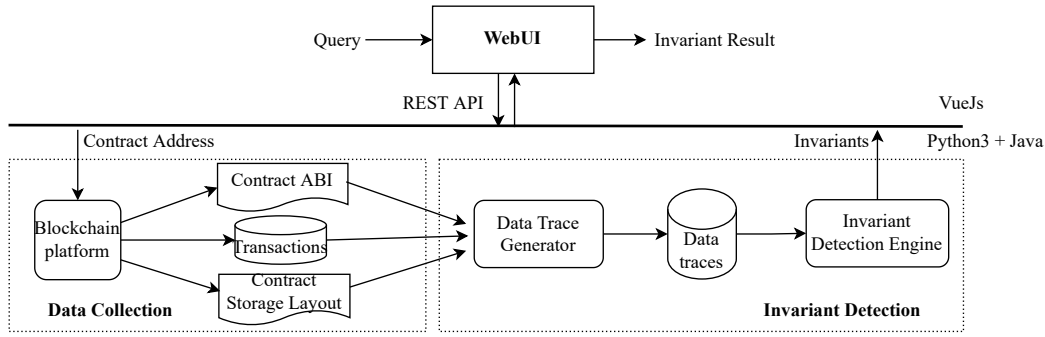 Query
WebUI
Invariant Result
REST API
VueJs
Contract Address
Invariants
Python3 + Java
Contract ABI
Blockchain
platform
Transactions
Contract
Storage Layout
Data Collection
Data Trace
Generator
Data
traces
Invariant
Detection Engine
Invariant Detection